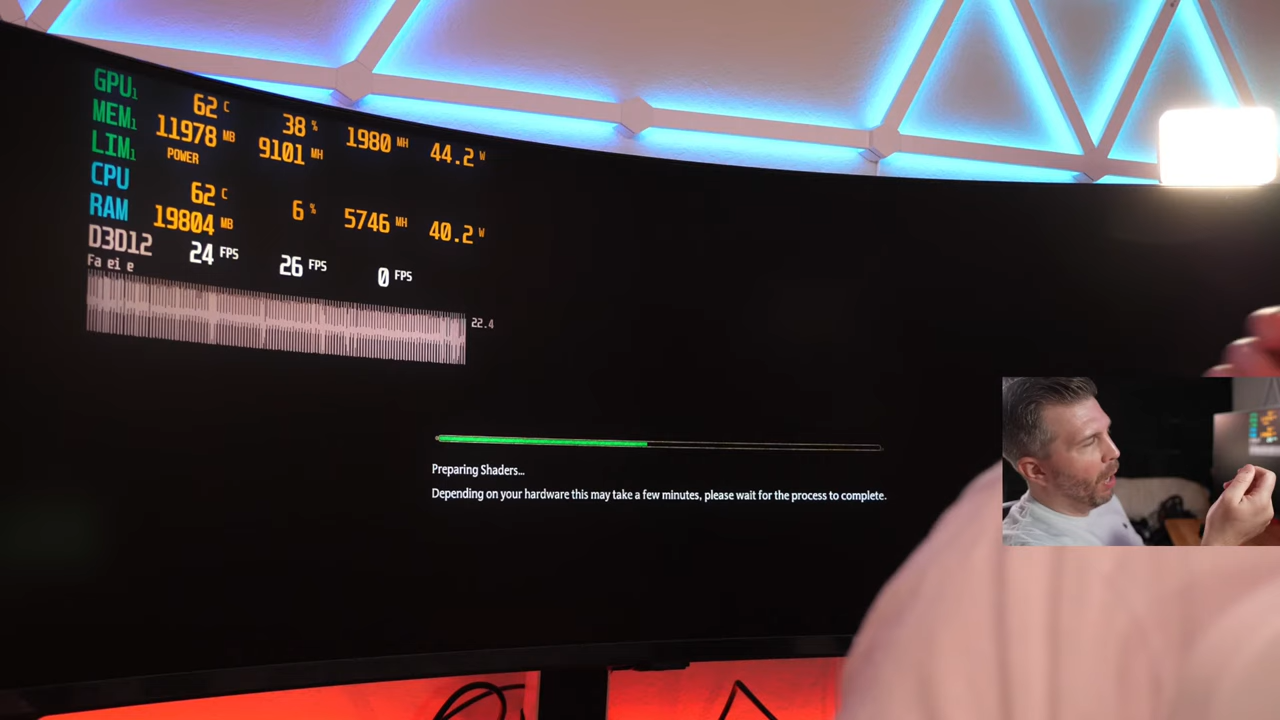 GPU1 62 C 38 % 1980 MH 44.2 W
MEM1 11978 MB 9101 MH
LIM1 POWER
CPU 62 C 6 % 5746 MH 40.2 W
RAM 19804 MB
D3D12 24 FPS 26 FPS 0 FPS
22.4
Preparing Shaders...
Depending on your hardware this may take a few minutes, please wait for the process to complete.